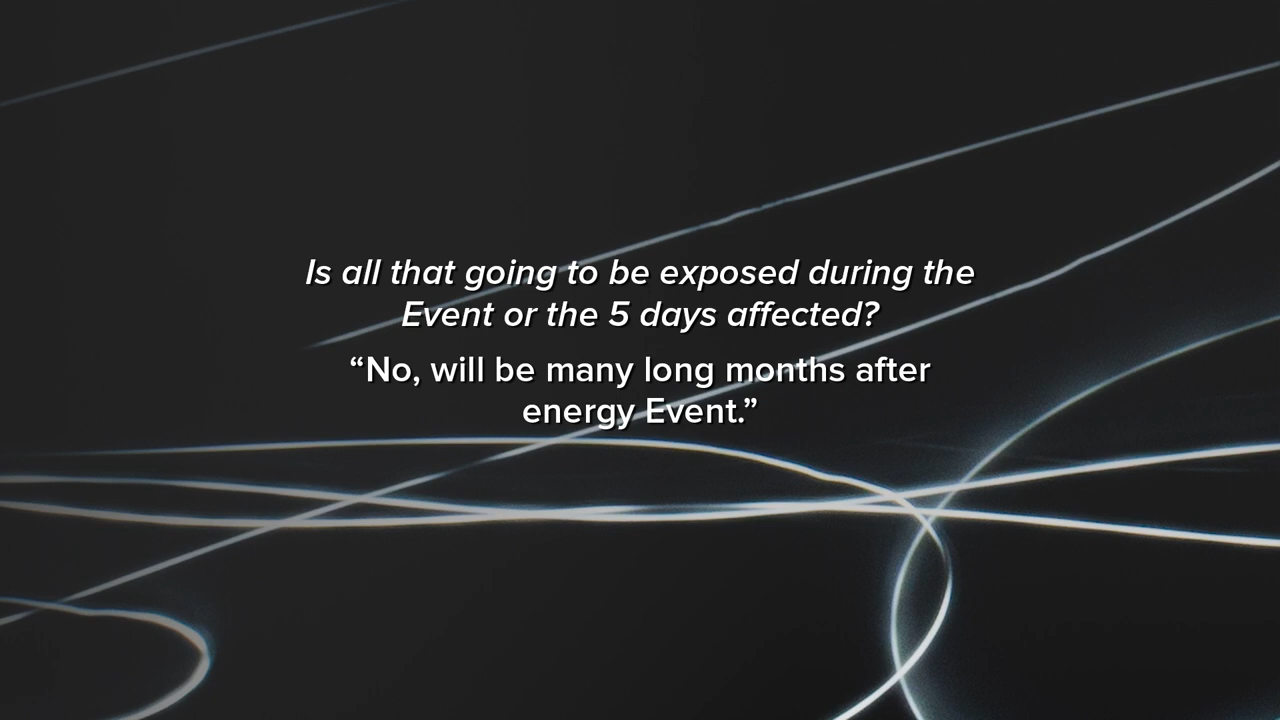 Is all that going to be exposed during the
Event or the 5 days affected?
“No, will be many long months after
energy Event.”